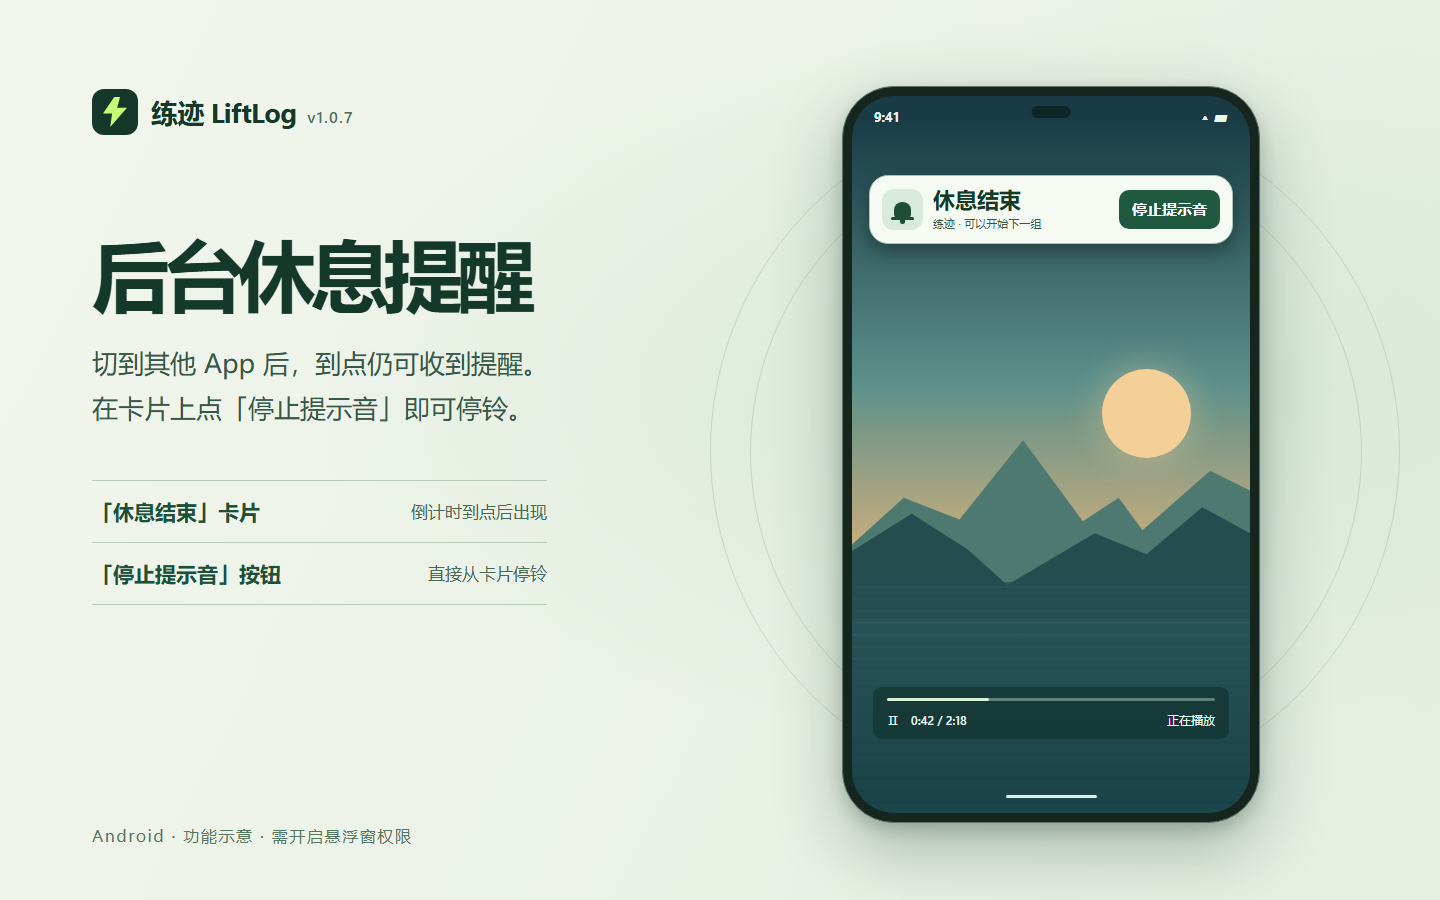 练迹 LiftLog v1.0.7
后台休息提醒
切到其他 App 后，到点仍可收到提醒。
在卡片上点「停止提示音」即可停铃。
「休息结束」卡片 倒计时到点后出现
「停止提示音」按钮 直接从卡片停铃
Android · 功能示意 · 需开启悬浮窗权限
9:41
休息结束
练迹 · 可以开始下一组
停止提示音
0:42 / 2:18 正在播放